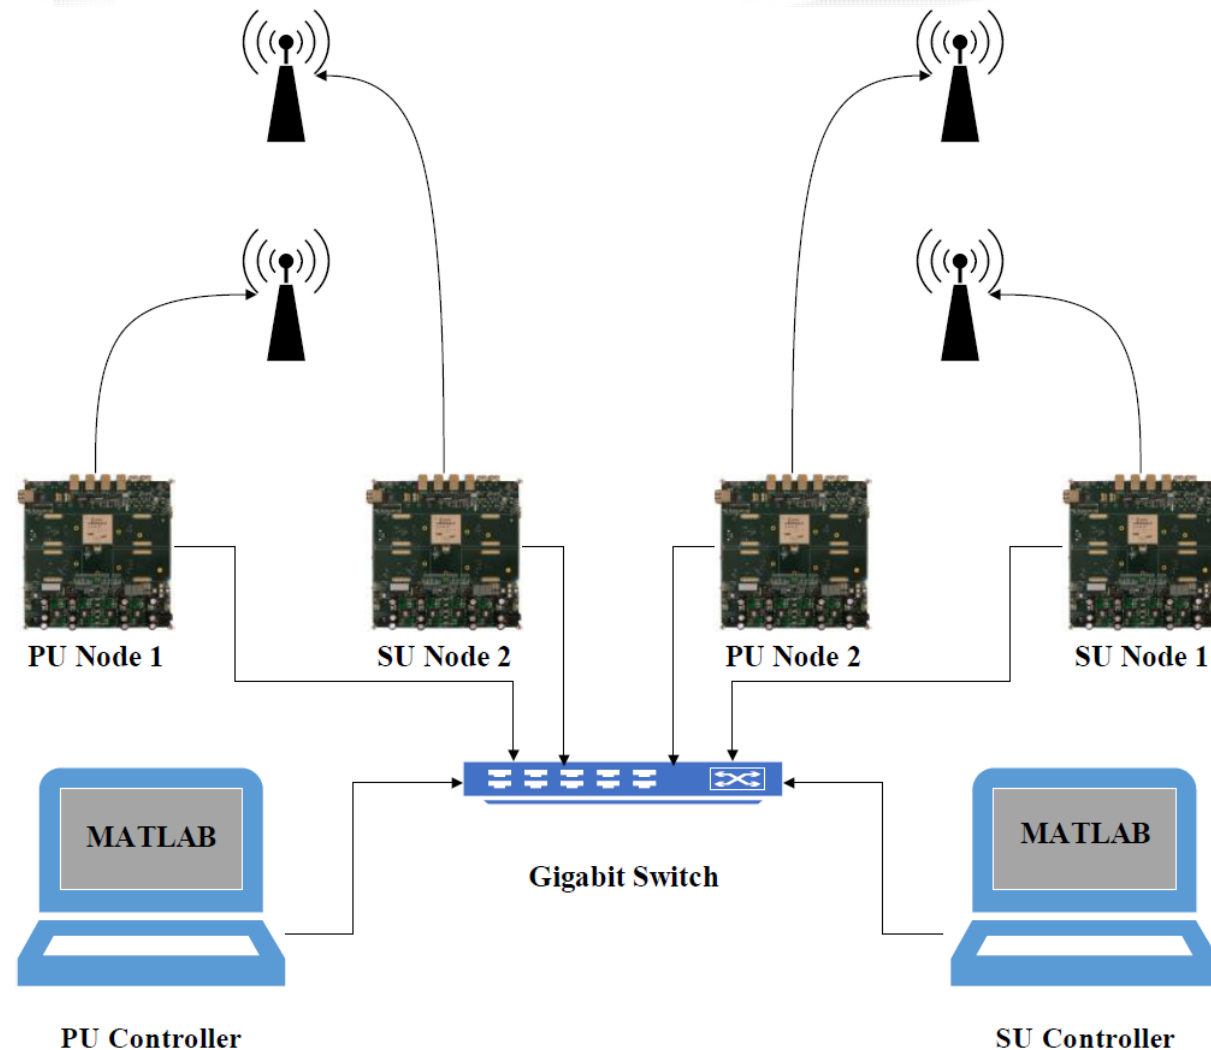 PU Node 1
SU Node 2
PU Node 2
SU Node 1
MATLAB
MATLAB
Gigabit Switch
PU Controller
SU Controller